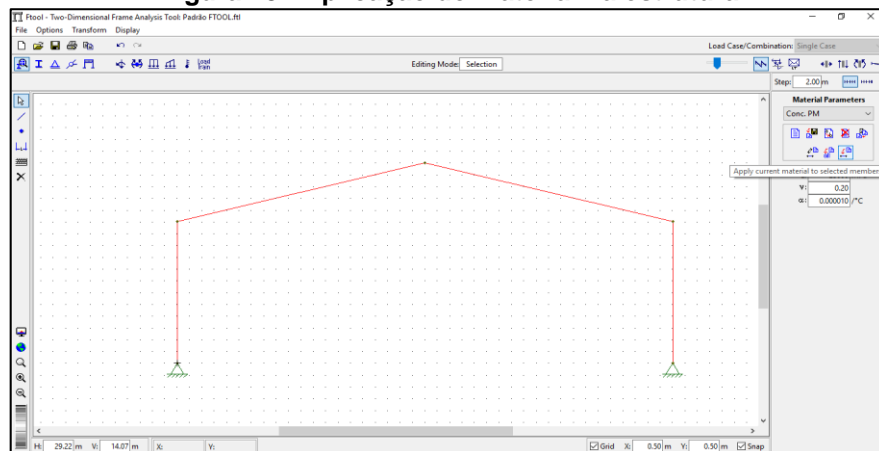 Ftool - Two-Dimensional Frame Analysis Tool: Padrão FTOOL.ftl
File Options Transform Display
Load Case/Combination: Single Case
Load Train
Editing Mode: Selection
Step: 2.00 m
Material Parameters
Conc. PM
Apply current material to selected member
ν: 0.20
α: 0.000010 /°C
H: 29.22 m V: 14.07 m X: Y: Grid X: 0.50 m Y: 0.50 m Snap